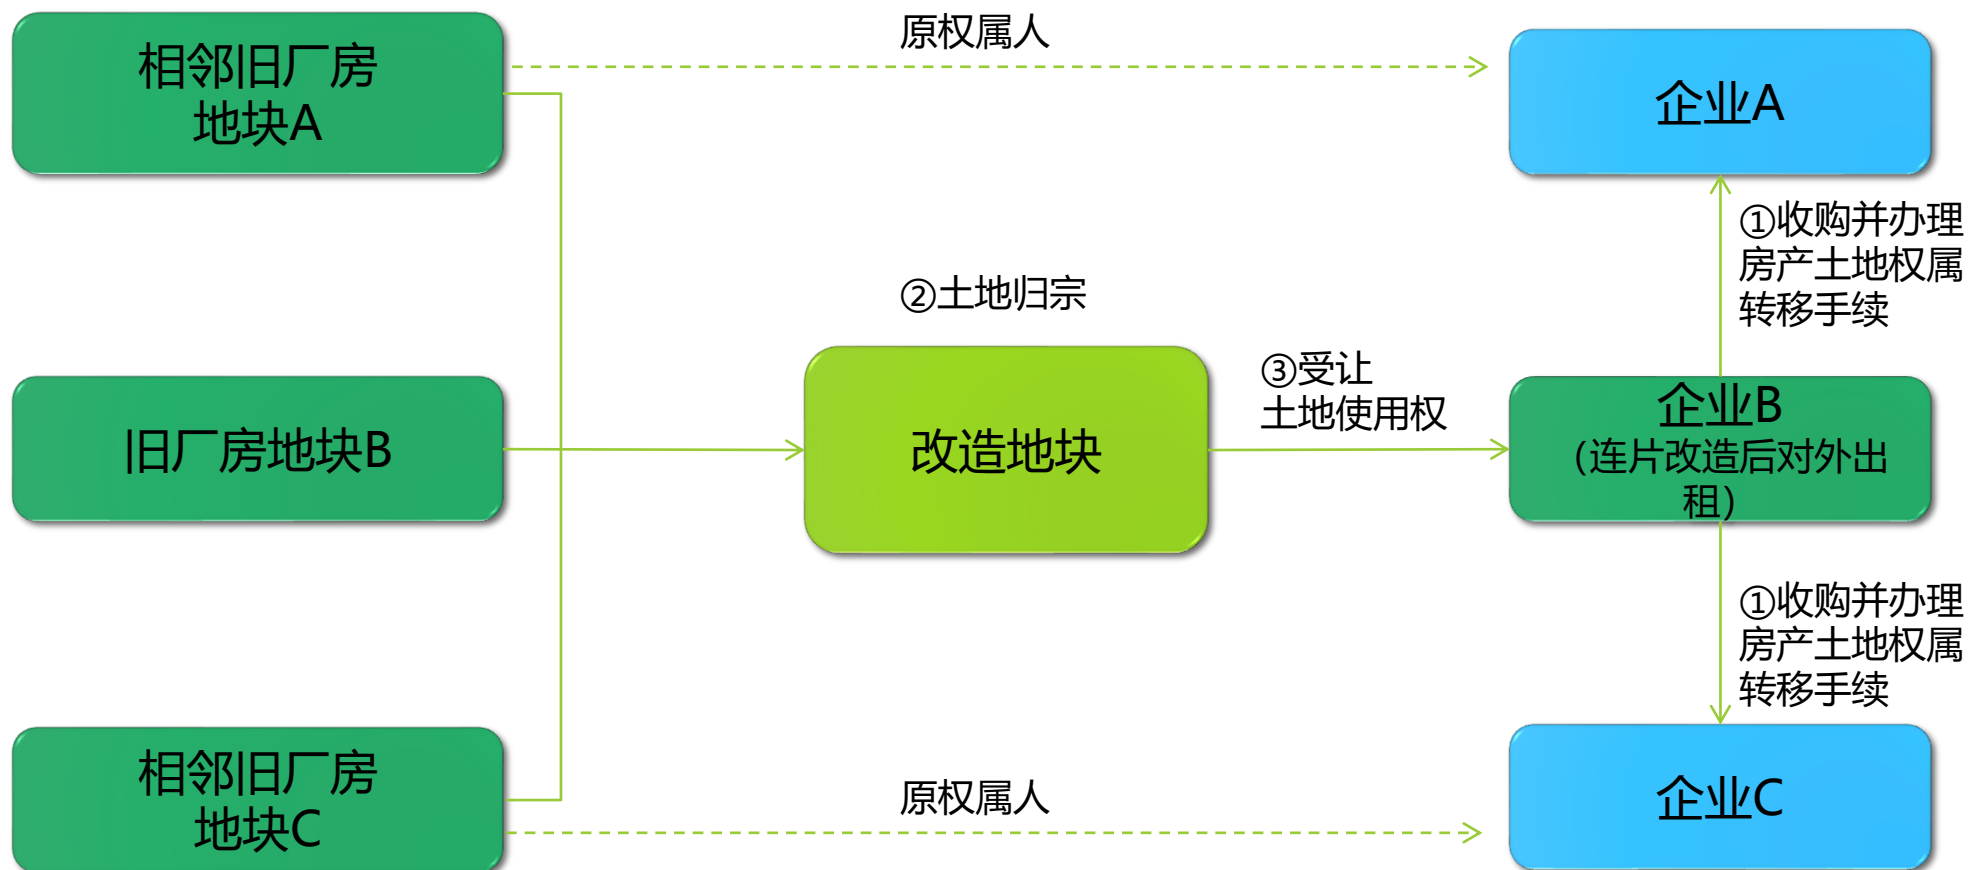 相邻旧厂房
地块A
原权属人
企业A
①收购并办理
房产土地权属
转移手续
②土地归宗
旧厂房地块B
改造地块
③受让
土地使用权
企业B
（连片改造后对外出
租）
①收购并办理
房产土地权属
转移手续
相邻旧厂房
地块C
原权属人
企业C